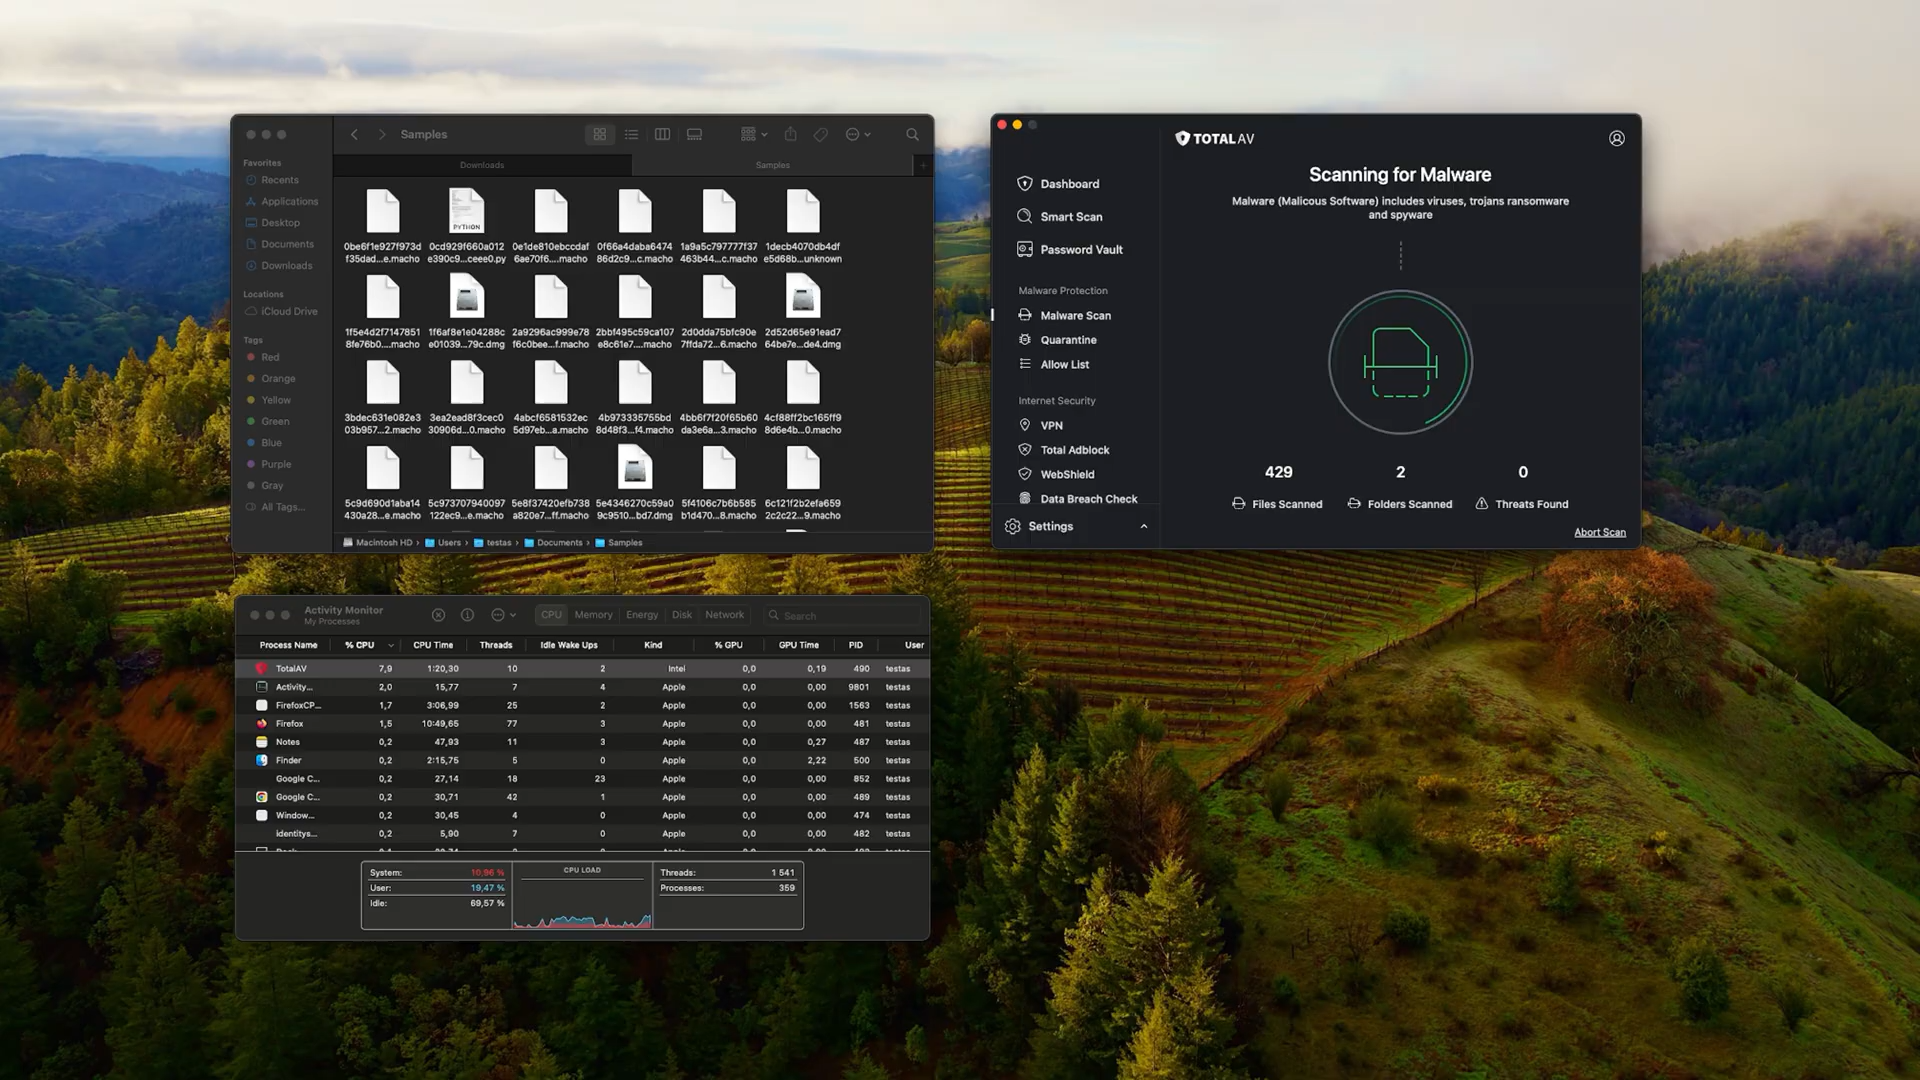 Samples
Downloads
Samples
Favorites
Recents
Applications
Desktop
Documents
Downloads
Locations
iCloud Drive
Tags
Red
Orange
Yellow
Green
Blue
Purple
Gray
All Tags...
0be6f1e927f973d 0cd929f660a012 0e1de810ebccdaf 0f66a4daba6474 1a9a5c797777f37 1decb4070db4df
f35dad...e.macho e390c9...ceee0.py 6ae70f6....macho 86d2c9...c.macho 463b44...c.macho e5d68b...unknown
PYTHON
1f5e4d2f7147851 1f6af8e1e04288c 2a9296ac999e78 2bbf495c59ca107 2d0dda75bfc90e 2d52d65e91ead7
8fe76b0....macho e01039...79c.dmg f6c0bee...f.macho e8c61e7....macho 7ffda72...6.macho 64be7e...de4.dmg
3bdec631e082e3 3ea2ead8f3cec0 4abcf6581532ec 4b973335755bd 4bb6f7f20f65b60 4cf88ff2bc165ff9
03b957...2.macho 30906d...0.macho 5d97eb...a.macho 8d48f3...f4.macho da3e6a...3.macho 8d6e4b...0.macho
5c9d690d1aba14 5c973707940097 5e8f37420efb738 5e4346270c59a0 5f4106c7b6b585 6c121f2b2efa659
430a28...e.macho 122ec9...e.macho a820e7...ff.macho 9c9510...bd7.dmg b1d470...8.macho 2c2c22...9.macho
Macintosh HD › Users › testas › Documents › Samples
TOTALAV
Dashboard
Smart Scan
Password Vault
Malware Protection
Malware Scan
Quarantine
Allow List
Internet Security
VPN
Total Adblock
WebShield
Data Breach Check
Settings
Scanning for Malware
Malware (Malicous Software) includes viruses, trojans ransomware
and spyware
429 2 0
Files Scanned Folders Scanned Threats Found
Abort Scan
Activity Monitor
My Processes
CPU Memory Energy Disk Network Search
Process Name % CPU CPU Time Threads Idle Wake Ups Kind % GPU GPU Time PID User
TotalAV 7,9 1:20,30 10 2 Intel 0,0 0,19 490 testas
Activity... 2,0 15,77 7 4 Apple 0,0 0,00 9801 testas
FirefoxCP... 1,7 3:06,99 25 2 Apple 0,0 0,00 1563 testas
Firefox 1,5 10:49,65 77 3 Apple 0,0 0,00 481 testas
Notes 0,2 47,93 11 3 Apple 0,0 0,27 487 testas
Finder 0,2 2:15,75 5 0 Apple 0,0 2,22 500 testas
Google C... 0,2 27,14 18 23 Apple 0,0 0,00 852 testas
Google C... 0,2 30,71 42 1 Apple 0,0 0,00 489 testas
Window... 0,2 30,45 4 0 Apple 0,0 0,00 474 testas
identitys... 0,2 5,90 7 0 Apple 0,0 0,00 482 testas
System: 10,96 % CPU LOAD Threads: 1 541
User: 19,47 % Processes: 359
Idle: 69,57 %